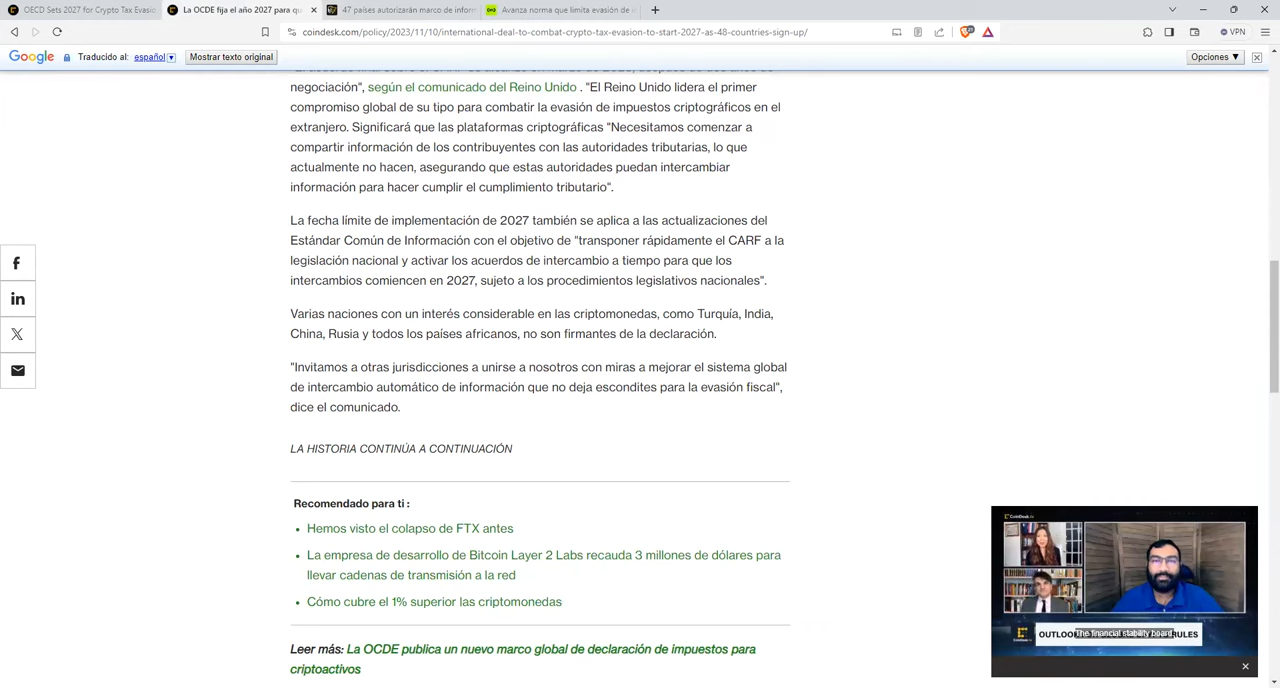 OECD Sets 2027 for Crypto Tax Evasio
La OCDE fija el año 2027 para qu
47 países autorizarán marco de inform
Avanza norma que limita evasión de i
coindesk.com/policy/2023/11/10/international-deal-to-combat-crypto-tax-evasion-to-start-2027-as-48-countries-sign-up/
VPN
Google Traducido al: español Mostrar texto original Opciones ▼
negociación", según el comunicado del Reino Unido . "El Reino Unido lidera el primer
compromiso global de su tipo para combatir la evasión de impuestos criptográficos en el
extranjero. Significará que las plataformas criptográficas "Necesitamos comenzar a
compartir información de los contribuyentes con las autoridades tributarias, lo que
actualmente no hacen, asegurando que estas autoridades puedan intercambiar
información para hacer cumplir el cumplimiento tributario".
La fecha límite de implementación de 2027 también se aplica a las actualizaciones del
Estándar Común de Información con el objetivo de "transponer rápidamente el CARF a la
legislación nacional y activar los acuerdos de intercambio a tiempo para que los
intercambios comiencen en 2027, sujeto a los procedimientos legislativos nacionales".
Varias naciones con un interés considerable en las criptomonedas, como Turquía, India,
China, Rusia y todos los países africanos, no son firmantes de la declaración.
"Invitamos a otras jurisdicciones a unirse a nosotros con miras a mejorar el sistema global
de intercambio automático de información que no deja escondites para la evasión fiscal",
dice el comunicado.
LA HISTORIA CONTINÚA A CONTINUACIÓN
Recomendado para ti :
Hemos visto el colapso de FTX antes
La empresa de desarrollo de Bitcoin Layer 2 Labs recauda 3 millones de dólares para
llevar cadenas de transmisión a la red
Cómo cubre el 1% superior las criptomonedas
Leer más: La OCDE publica un nuevo marco global de declaración de impuestos para
criptoactivos
CoinDesk
OUTLOO
The financial stability board
RULES